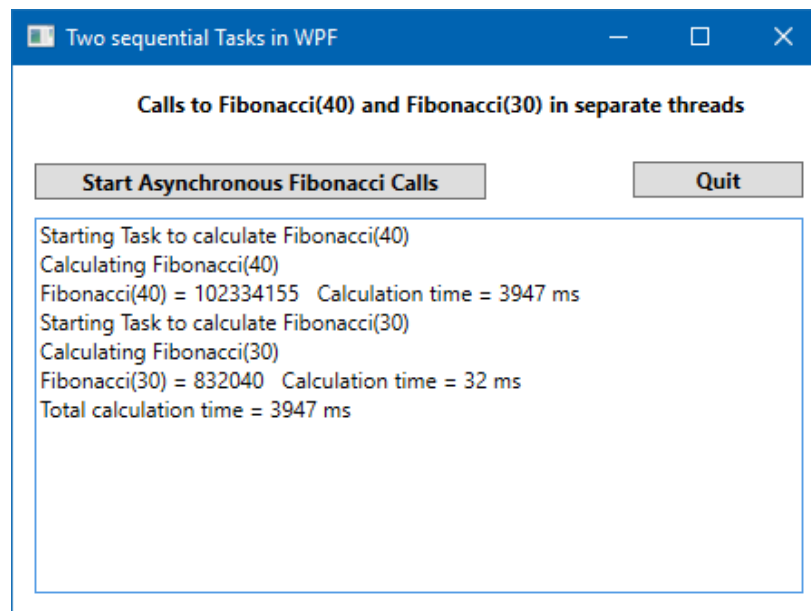 Two sequential Tasks in WPF
Calls to Fibonacci(40) and Fibonacci(30) in separate threads
Start Asynchronous Fibonacci Calls
Quit
Starting Task to calculate Fibonacci(40)
Calculating Fibonacci(40)
Fibonacci(40) = 102334155   Calculation time = 3947 ms
Starting Task to calculate Fibonacci(30)
Calculating Fibonacci(30)
Fibonacci(30) = 832040   Calculation time = 32 ms
Total calculation time = 3947 ms